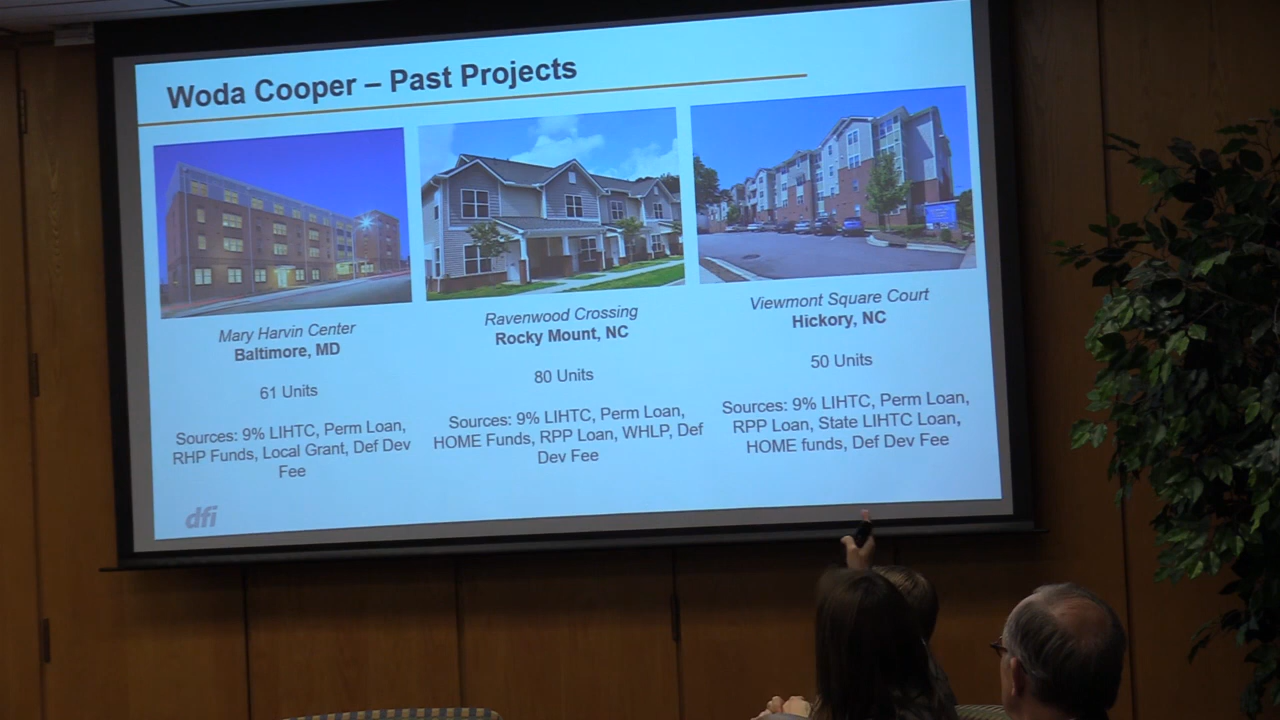 Woda Cooper – Past Projects
Mary Harvin Center
Baltimore, MD
61 Units
Sources: 9% LIHTC, Perm Loan,
RHP Funds, Local Grant, Def Dev
Fee
Ravenwood Crossing
Rocky Mount, NC
80 Units
Sources: 9% LIHTC, Perm Loan,
HOME Funds, RPP Loan, WHLP, Def
Dev Fee
Viewmont Square Court
Hickory, NC
50 Units
Sources: 9% LIHTC, Perm Loan,
RPP Loan, State LIHTC Loan,
HOME funds, Def Dev Fee
dfi